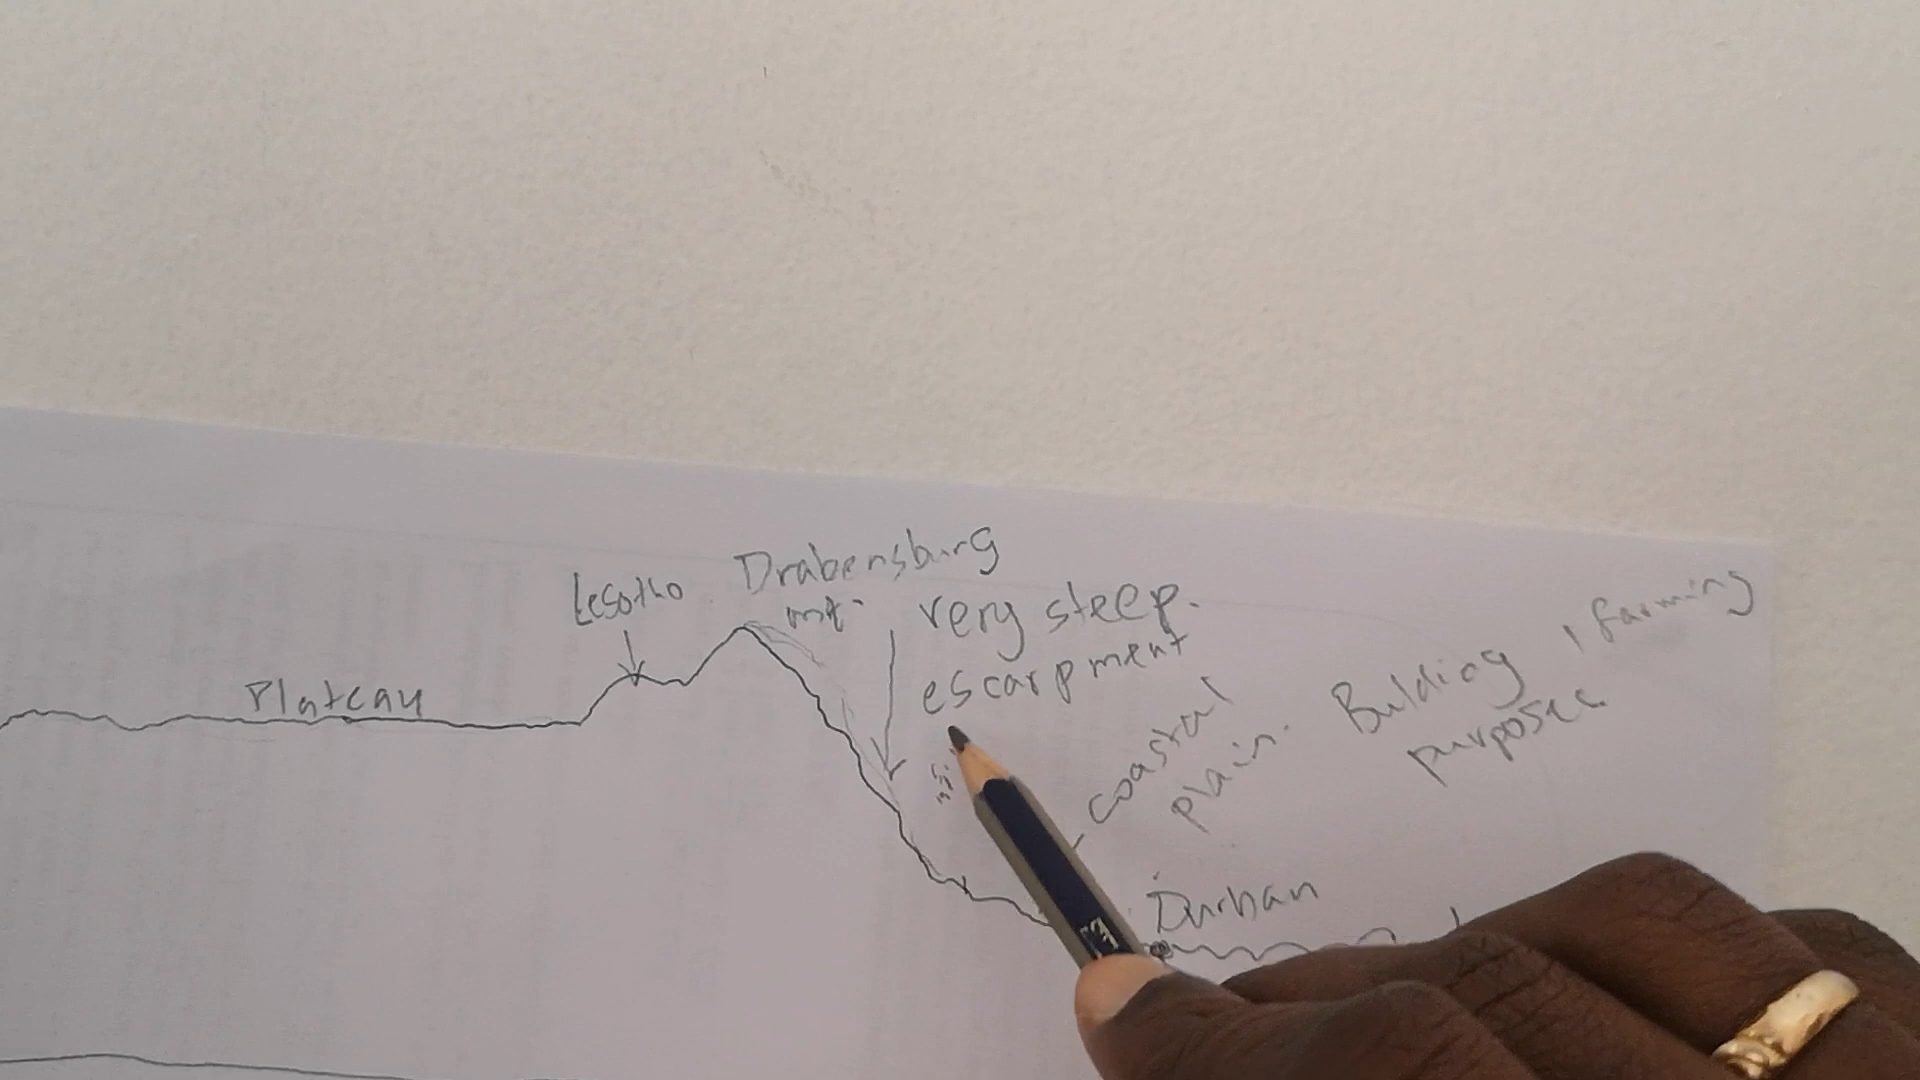 Lesotho
Drabensburg
mt.
very steep.
escarpment
Plateau
coastal
plain.
Bulding / farming
purposes
Durban